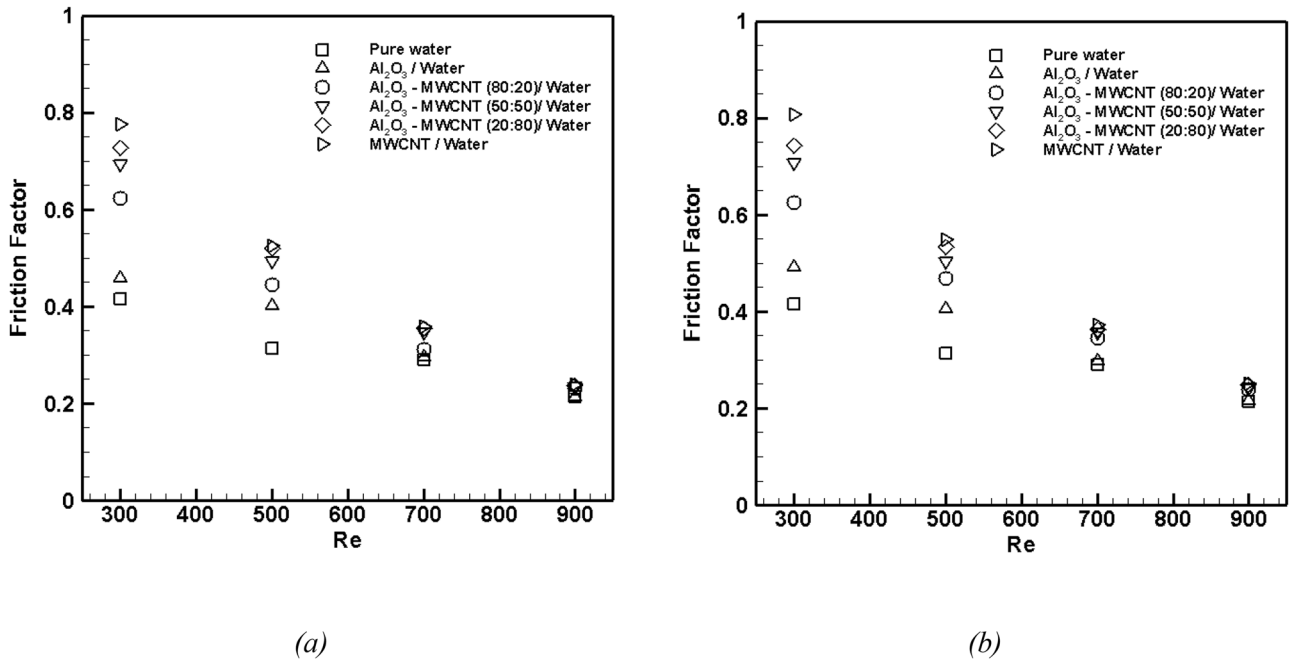 1
0.8
0.6
0.4
0.2
0
Friction Factor
Pure water
Al₂O₃ / Water
Al₂O₃ - MWCNT (80:20)/ Water
Al₂O₃ - MWCNT (50:50)/ Water
Al₂O₃ - MWCNT (20:80)/ Water
MWCNT / Water
300 400 500 600 700 800 900
Re
(a)
1
0.8
0.6
0.4
0.2
0
Friction Factor
Pure water
Al₂O₃ / Water
Al₂O₃ - MWCNT (80:20)/ Water
Al₂O₃ - MWCNT (50:50)/ Water
Al₂O₃ - MWCNT (20:80)/ Water
MWCNT / Water
300 400 500 600 700 800 900
Re
(b)